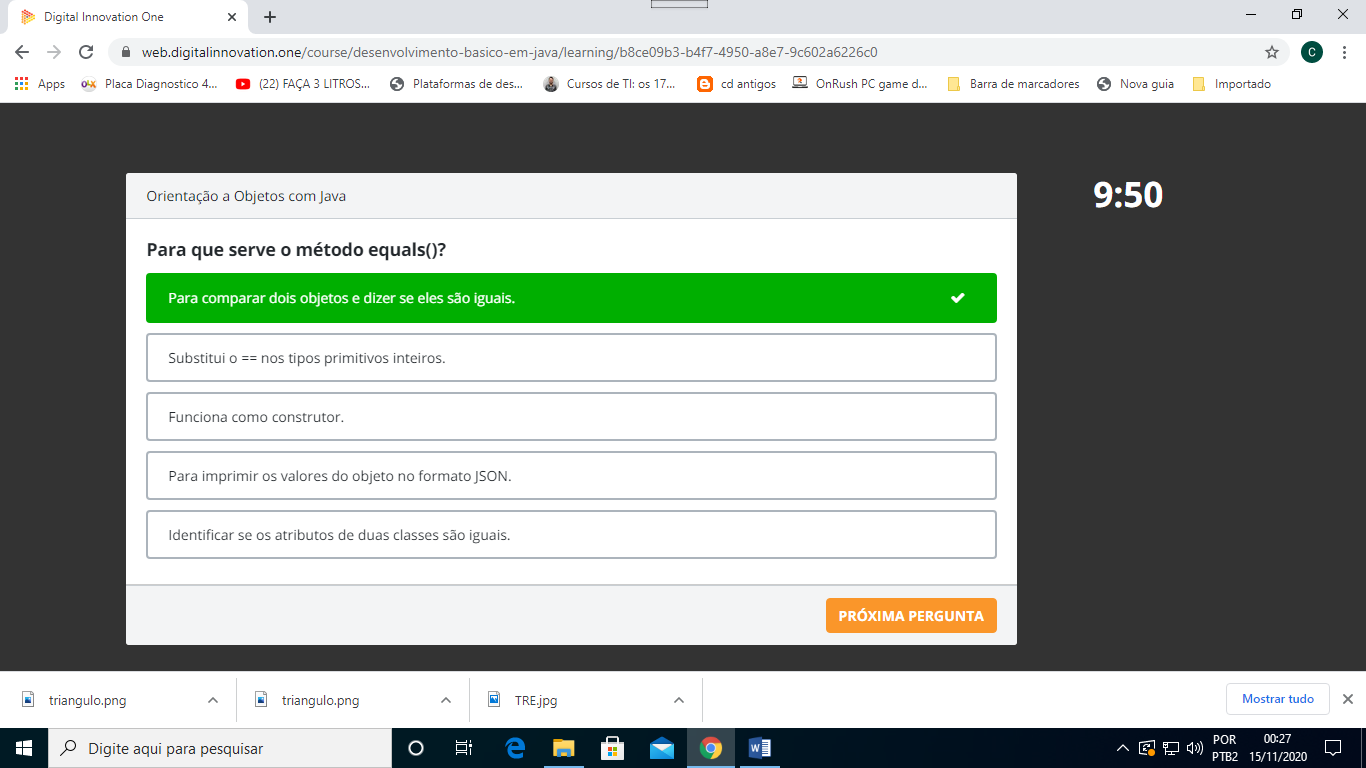 Digital Innovation One
web.digitalinnovation.one/course/desenvolvimento-basico-em-java/learning/b8ce09b3-b4f7-4950-a8e7-9c602a6226c0
C
Apps
Placa Diagnostico 4...
(22) FAÇA 3 LITROS...
Plataformas de des...
Cursos de TI: os 17...
cd antigos
OnRush PC game d...
Barra de marcadores
Nova guia
Importado
Orientação a Objetos com Java
9:50
Para que serve o método equals()?
Para comparar dois objetos e dizer se eles são iguais.
Substitui o == nos tipos primitivos inteiros.
Funciona como construtor.
Para imprimir os valores do objeto no formato JSON.
Identificar se os atributos de duas classes são iguais.
PRÓXIMA PERGUNTA
triangulo.png
triangulo.png
TRE.jpg
Mostrar tudo
Digite aqui para pesquisar
POR
PTB2
00:27
15/11/2020